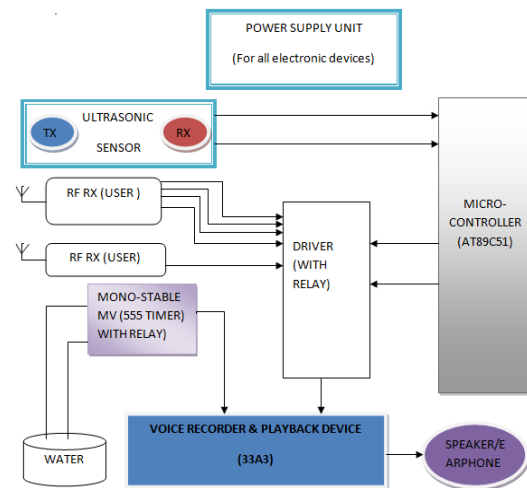 POWER SUPPLY UNIT
(For all electronic devices)
TX
ULTRASONIC
SENSOR
RX
RF RX (USER )
RF RX (USER)
MONO-STABLE
MV (555 TIMER)
WITH RELAY)
DRIVER
(WITH
RELAY)
MICRO-
CONTROLLER
(AT89C51)
WATER
VOICE RECORDER & PLAYBACK DEVICE
(33A3)
SPEAKER/E
ARPHONE